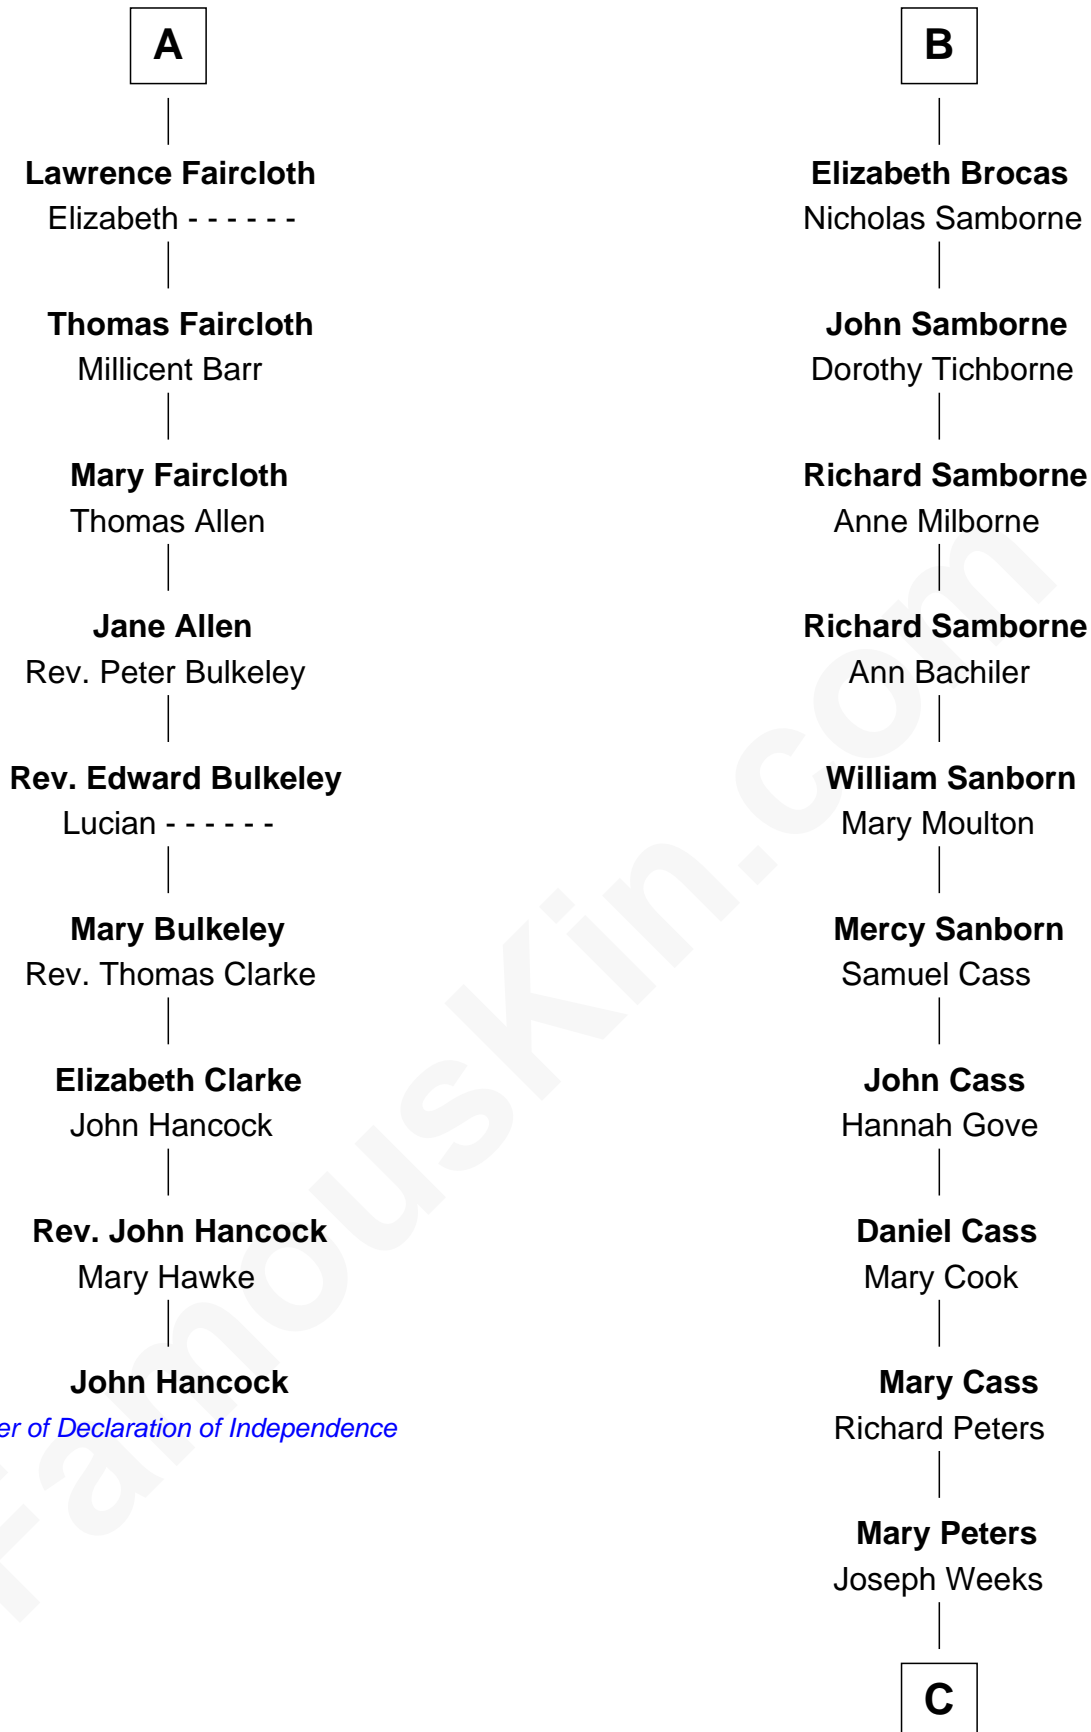 A
Lawrence Faircloth
Elizabeth - - - - - -
Thomas Faircloth
Millicent Barr
Mary Faircloth
Thomas Allen
Jane Allen
Rev. Peter Bulkeley
Rev. Edward Bulkeley
Lucian - - - - - -
Mary Bulkeley
Rev. Thomas Clarke
Elizabeth Clarke
John Hancock
Rev. John Hancock
Mary Hawke
John Hancock
er of Declaration of Independence
B
Elizabeth Brocas
Nicholas Samborne
John Samborne
Dorothy Tichborne
Richard Samborne
Anne Milborne
Richard Samborne
Ann Bachiler
William Sanborn
Mary Moulton
Mercy Sanborn
Samuel Cass
John Cass
Hannah Gove
Daniel Cass
Mary Cook
Mary Cass
Richard Peters
Mary Peters
Joseph Weeks
C
FamousKin.com